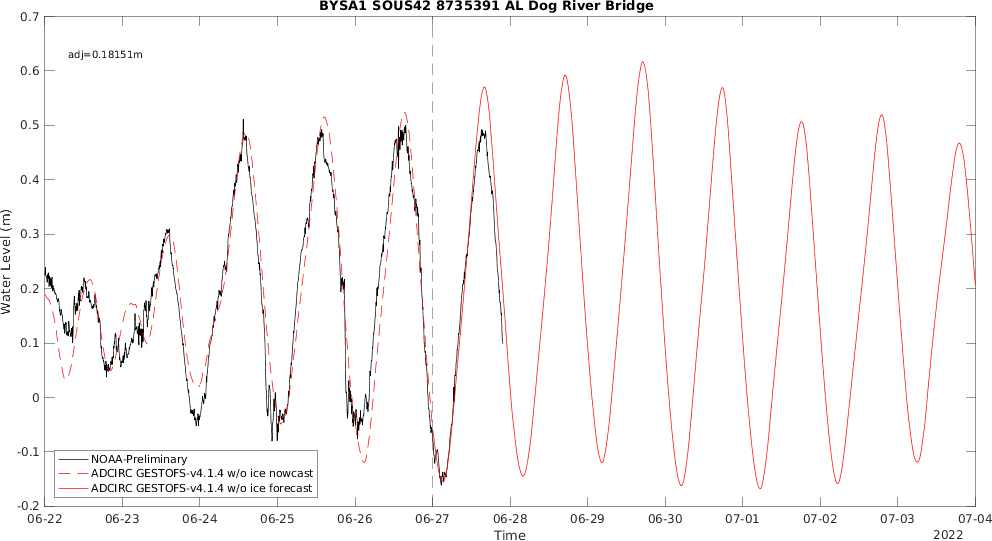 BYSA1 SOUS42 8735391 AL Dog River Bridge
adj=0.18151m
Water Level (m)
0.7
0.6
0.5
0.4
0.3
0.2
0.1
0
-0.1
-0.2
NOAA-Preliminary
ADCIRC GESTOFS-v4.1.4 w/o ice nowcast
ADCIRC GESTOFS-v4.1.4 w/o ice forecast
06-22 06-23 06-24 06-25 06-26 06-27 06-28 06-29 06-30 07-01 07-02 07-03 07-04
Time
2022